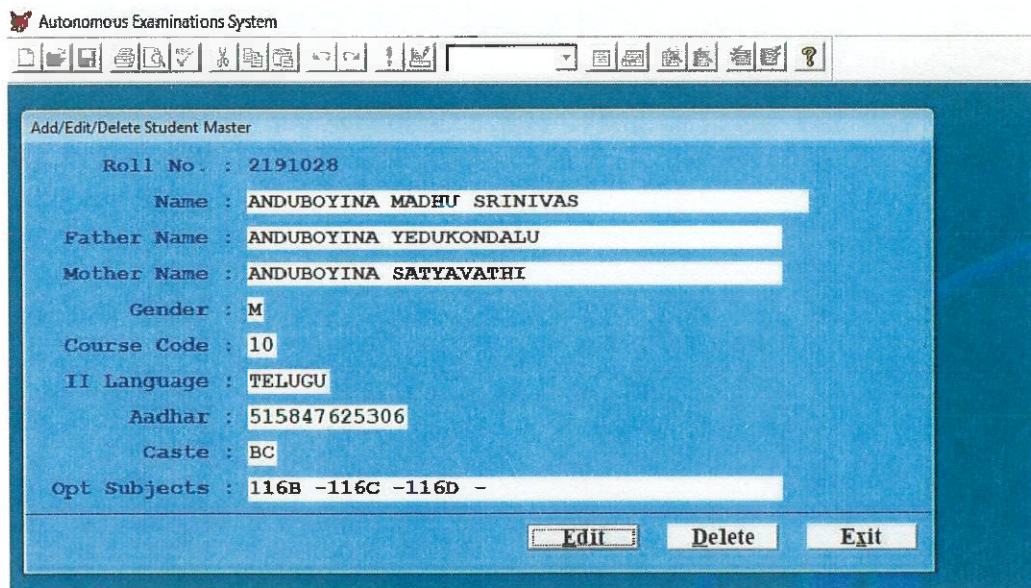 Autonomous Examinations System
Add/Edit/Delete Student Master
Roll No. : 2191028
Name : ANDUBOYINA MADHU SRINIVAS
Father Name : ANDUBOYINA YEDUKONDALU
Mother Name : ANDUBOYINA SATYAVATHI
Gender : M
Course Code : 10
II Language : TELUGU
Aadhar : 515847625306
Caste : BC
Opt Subjects : 116B -116C -116D -
Edit Delete Exit